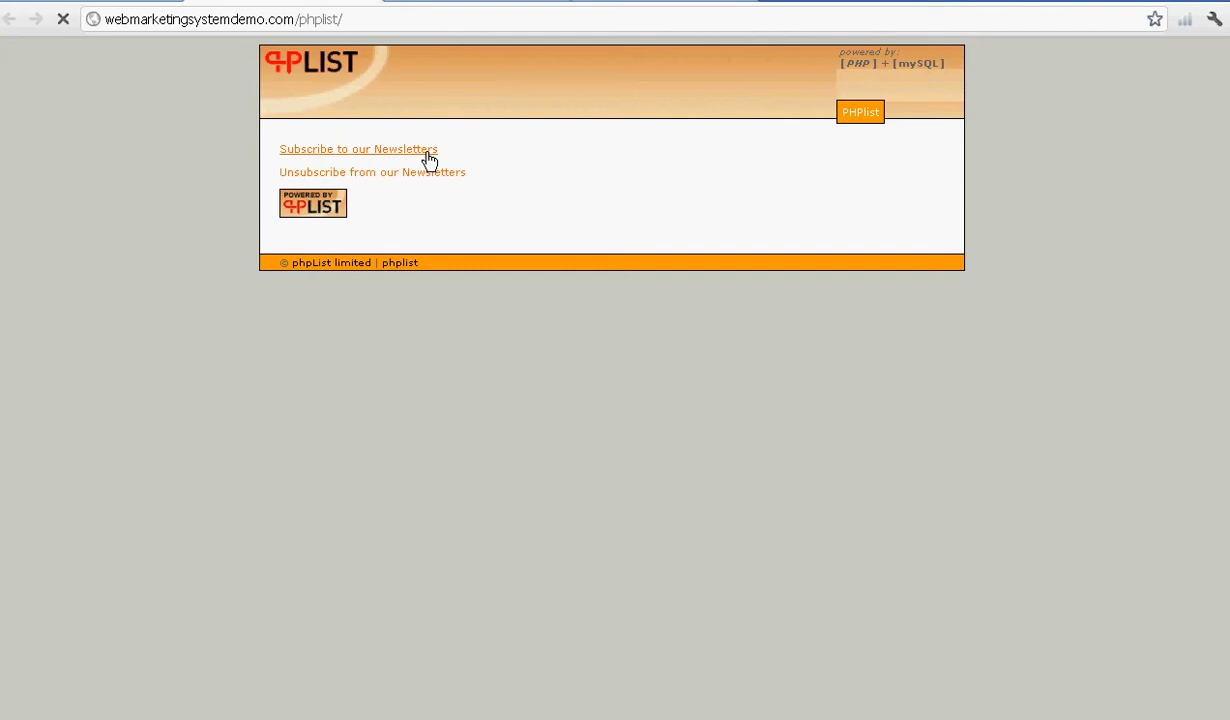 webmarketingsystemdemo.com/phplist/
PHPLIST
powered by:
[PHP] + [mySQL]
PHPlist
Subscribe to our Newsletters
Unsubscribe from our Newsletters
POWERED BY
PHPLIST
© phpList limited | phplist